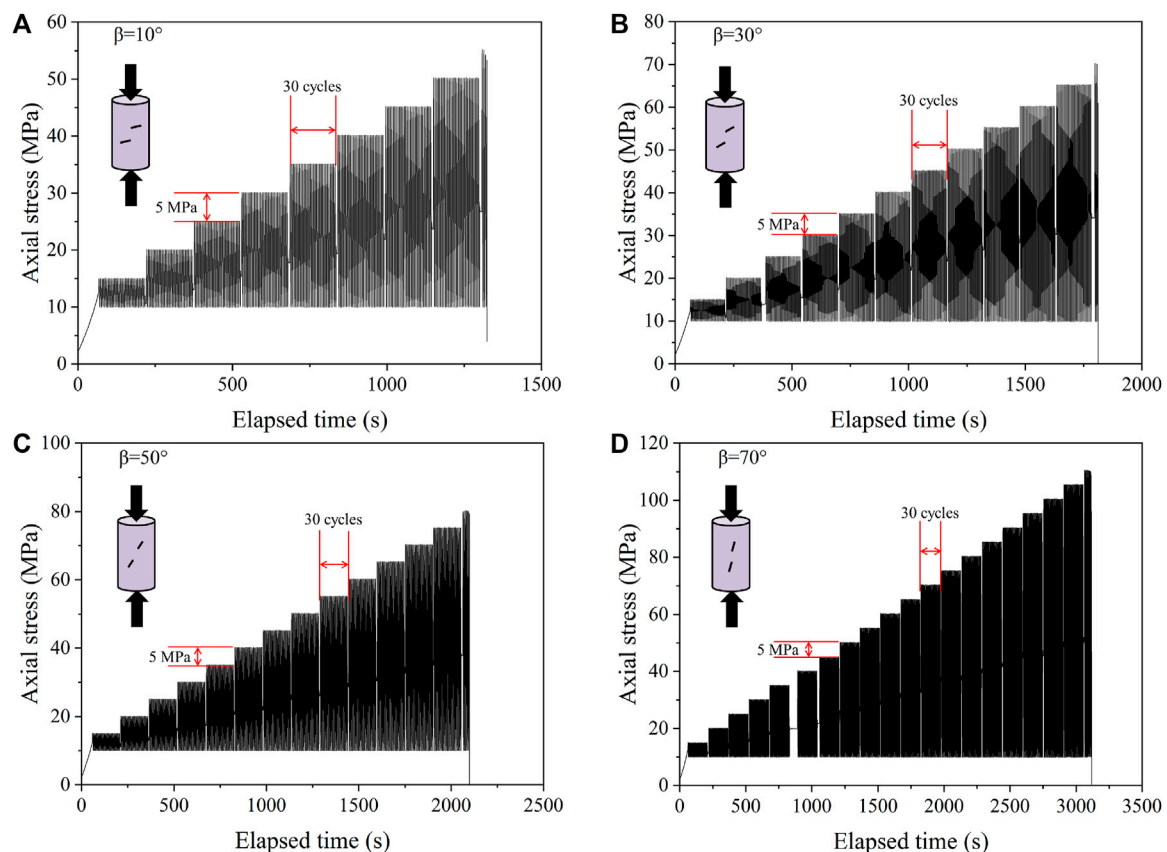 A
β=10°
30 cycles
5 MPa
Axial stress (MPa)
60
50
40
30
20
10
0
0
500
1000
1500
Elapsed time (s)
B
β=30°
30 cycles
5 MPa
Axial stress (MPa)
80
70
60
50
40
30
20
10
0
0
500
1000
1500
2000
Elapsed time (s)
C
β=50°
30 cycles
5 MPa
Axial stress (MPa)
100
80
60
40
20
0
0
500
1000
1500
2000
2500
Elapsed time (s)
D
β=70°
30 cycles
5 MPa
Axial stress (MPa)
120
100
80
60
40
20
0
0
500
1000
1500
2000
2500
3000
3500
Elapsed time (s)